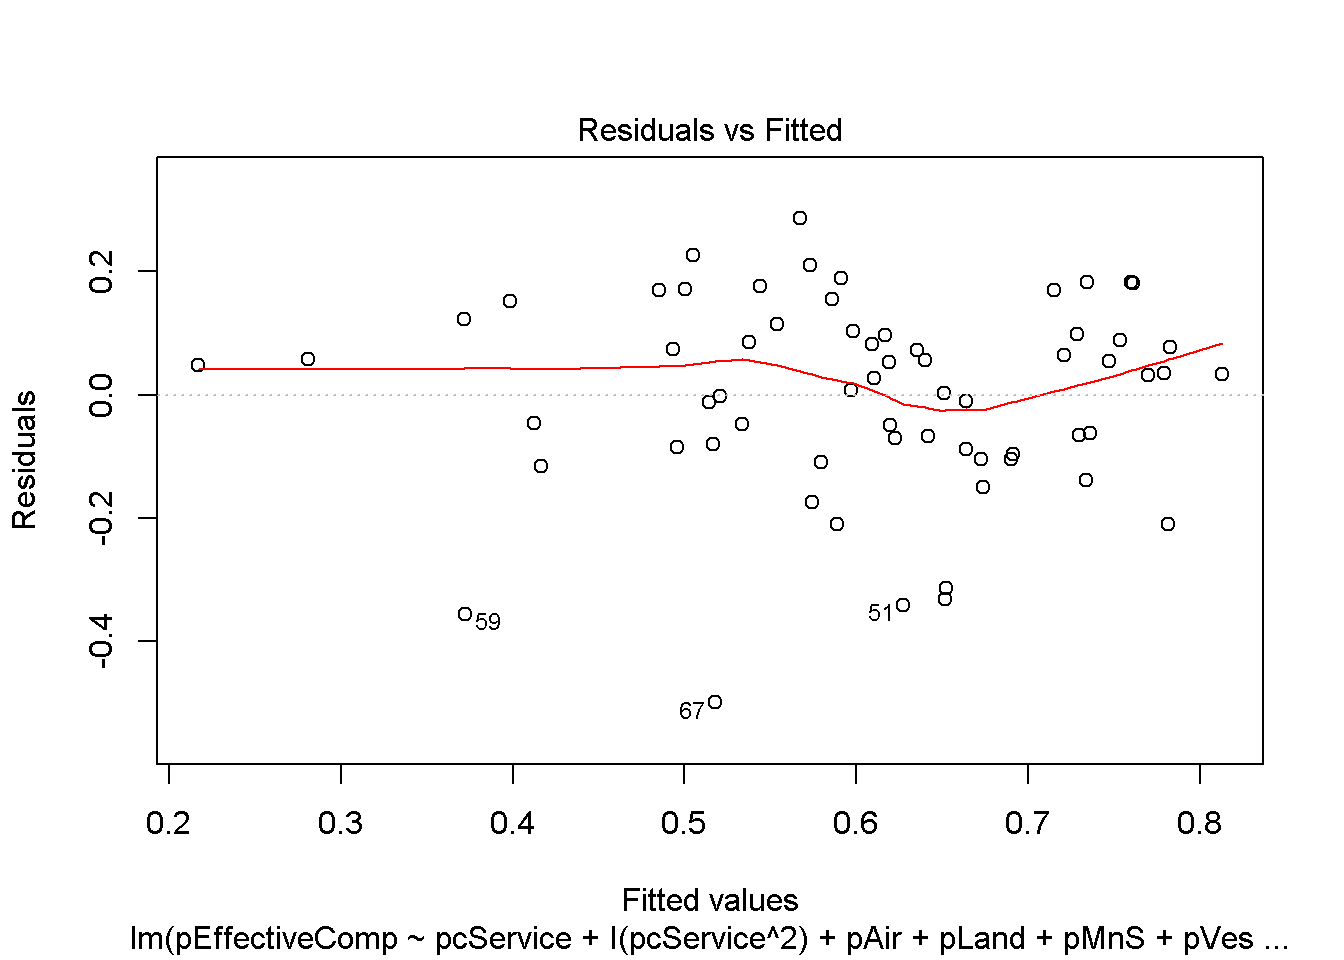 Residuals vs Fitted
Residuals
0.2
0.0
-0.2
-0.4
59
51
67
0.2 0.3 0.4 0.5 0.6 0.7 0.8
Fitted values
lm(pEffectiveComp ~ pcService + I(pcService^2) + pAir + pLand + pMnS + pVes ...